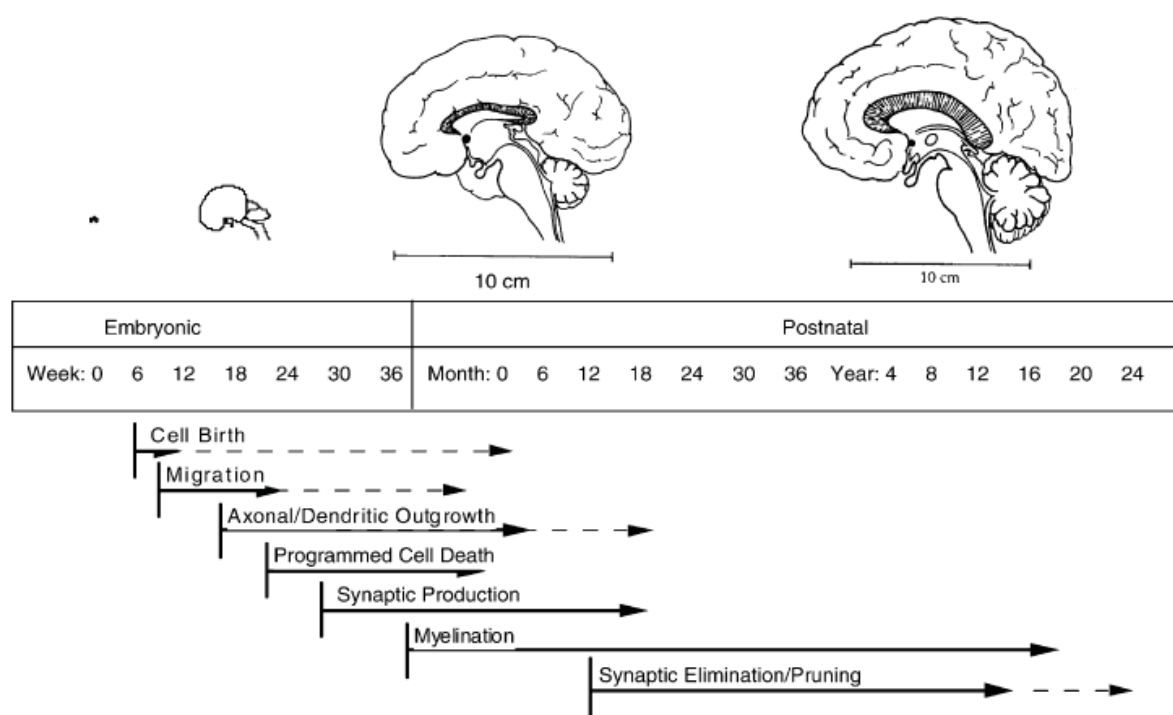 10 cm
10 cm
Embryonic Postnatal
Week: 0 6 12 18 24 30 36 Month: 0 6 12 18 24 30 36 Year: 4 8 12 16 20 24
Cell Birth
Migration
Axonal/Dendritic Outgrowth
Programmed Cell Death
Synaptic Production
Myelination
Synaptic Elimination/Pruning